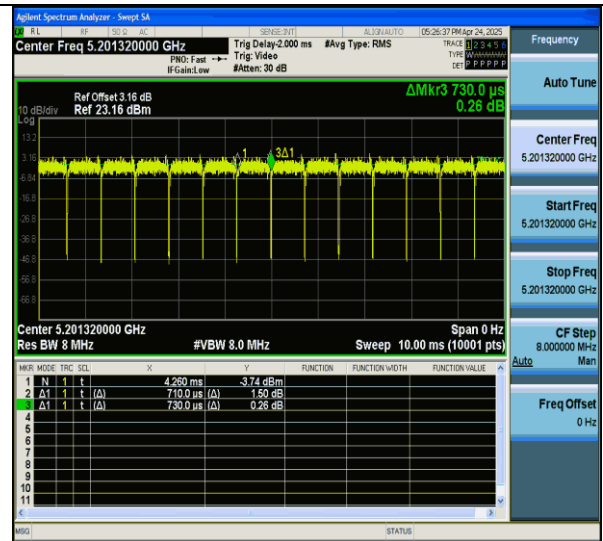 Agilent Spectrum Analyzer - Swept SA
RL RF 50 Ω AC SENSE:INT ALIGNAUTO 05:26:37 PM Apr 24, 2025
Center Freq 5.201320000 GHz
Trig Delay-2.000 ms #Avg Type: RMS
TRACE 1 2 3 4 5 6
PNO: Fast Trig: Video
TYPE
IFGain:Low #Atten: 30 dB
DET P P P P P P
Frequency
Auto Tune
ΔMkr3 730.0 µs
0.26 dB
Ref Offset 3.16 dB
10 dB/div Ref 23.16 dBm
Log
13.2
3.16
-6.84
-16.8
-26.8
-36.8
-46.8
-56.8
-66.8
1
3Δ1
Center Freq
5.201320000 GHz
Start Freq
5.201320000 GHz
Stop Freq
5.201320000 GHz
CF Step
8.000000 MHz
Auto Man
Freq Offset
0 Hz
Center 5.201320000 GHz Span 0 Hz
Res BW 8 MHz #VBW 8.0 MHz Sweep 10.00 ms (10001 pts)
MKR MODE TRC SCL X Y FUNCTION FUNCTION WIDTH FUNCTION VALUE
1 N 1 t 4.260 ms -3.74 dBm
2 Δ1 1 t (Δ) 710.0 µs (Δ) 1.50 dB
3 Δ1 1 t (Δ) 730.0 µs (Δ) 0.26 dB
4
5
6
7
8
9
10
11
MSG STATUS